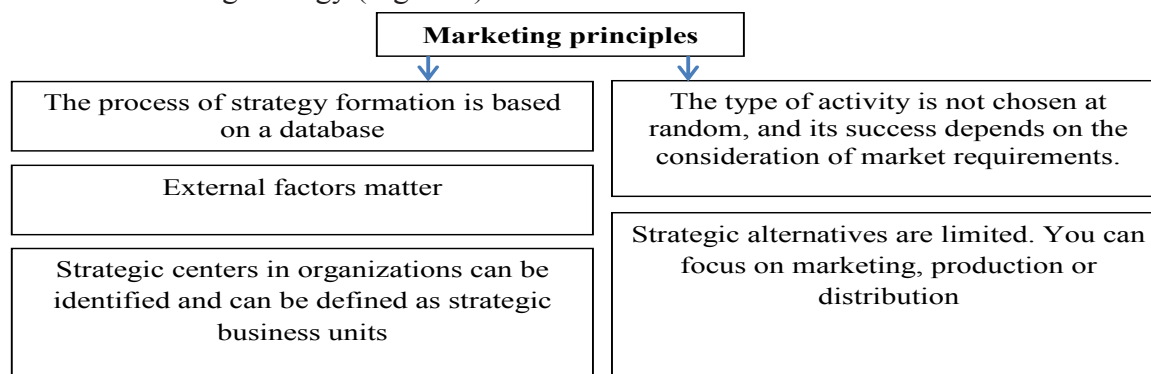 Marketing principles
The process of strategy formation is based
on a database
External factors matter
Strategic centers in organizations can be
identified and can be defined as strategic
business units
The type of activity is not chosen at
random, and its success depends on the
consideration of market requirements.
Strategic alternatives are limited. You can
focus on marketing, production or
distribution